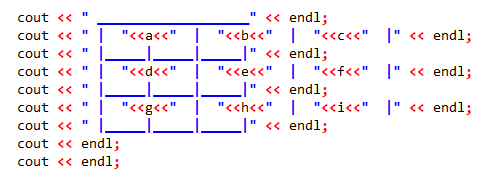 cout << " ___________________" << endl;
cout << " |  "<<a<<"  |  "<<b<<"  |  "<<c<<"  |" << endl;
cout << " |_____|_____|_____|" << endl;
cout << " |  "<<d<<"  |  "<<e<<"  |  "<<f<<"  |" << endl;
cout << " |_____|_____|_____|" << endl;
cout << " |  "<<g<<"  |  "<<h<<"  |  "<<i<<"  |" << endl;
cout << " |_____|_____|_____|" << endl;
cout << endl;
cout << endl;